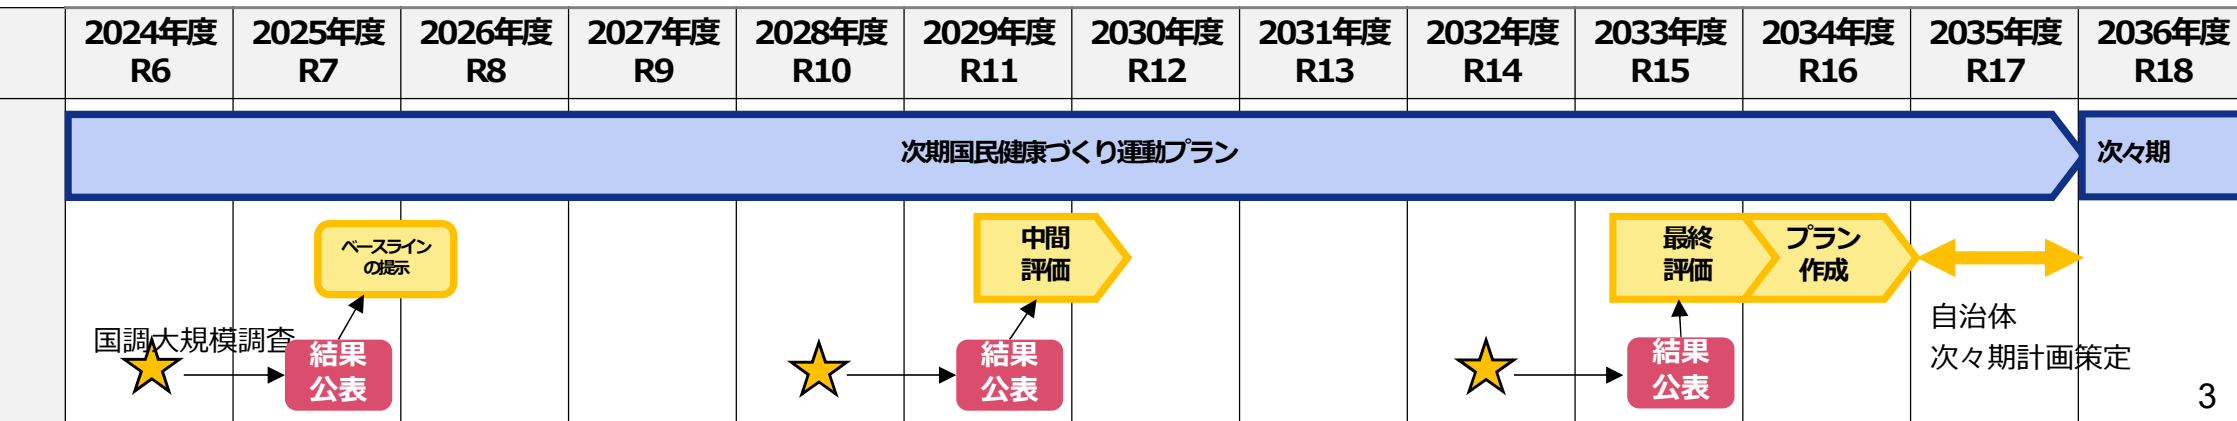 2024年度 2025年度 2026年度 2027年度 2028年度 2029年度 2030年度 2031年度 2032年度 2033年度 2034年度 2035年度 2036年度
R6 R7 R8 R9 R10 R11 R12 R13 R14 R15 R16 R17 R18
次期国民健康づくり運動プラン
次々期
ベースライン
の提示
中間
評価
最終
評価
プラン
作成
国調大規模調査
結果
公表
結果
公表
結果
公表
自治体
次々期計画策定
3